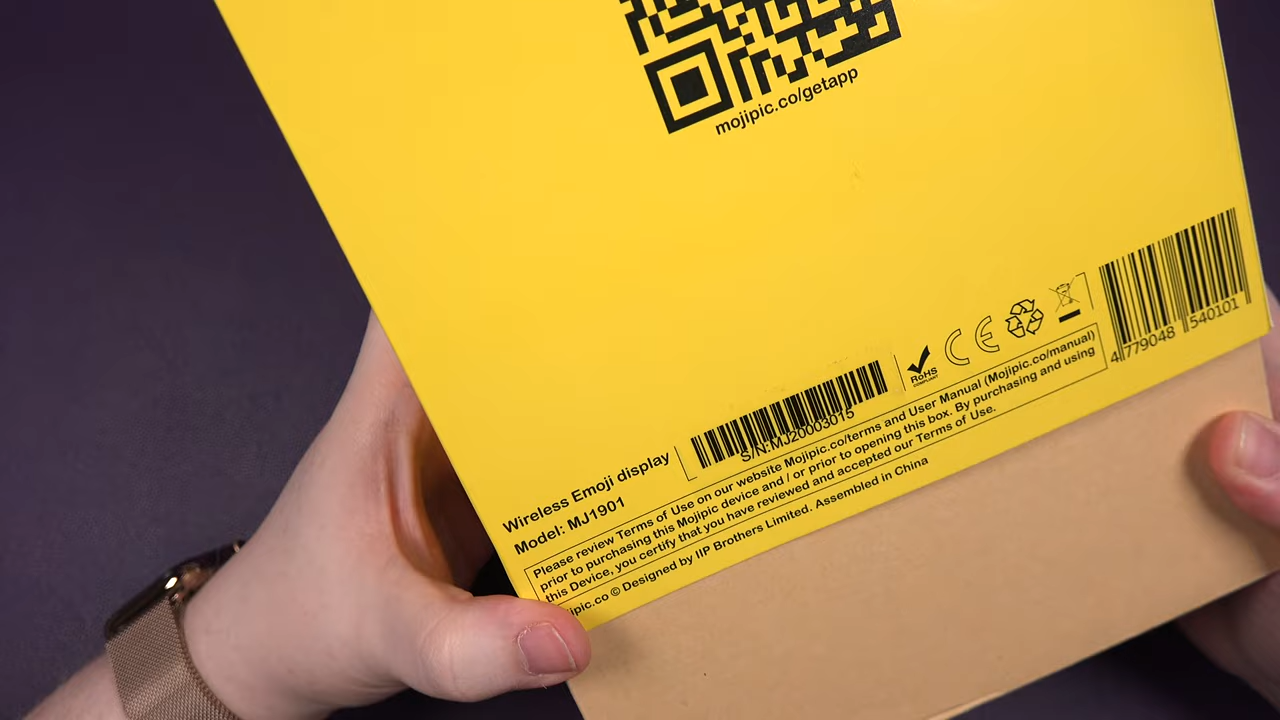 mojipic.co/getapp
Wireless Emoji display
Model: MJ1901
S/N:MJ20003015
RoHS
COMPLIANT
CE
4 779048 540101
Please review Terms of Use on our website Mojipic.co/terms and User Manual (Mojipic.co/manual)
prior to purchasing this Mojipic device and / or prior to opening this box. By purchasing and using
this Device, you certify that you have reviewed and accepted our Terms of Use.
ipic.co © Designed by IIP Brothers Limited. Assembled in China